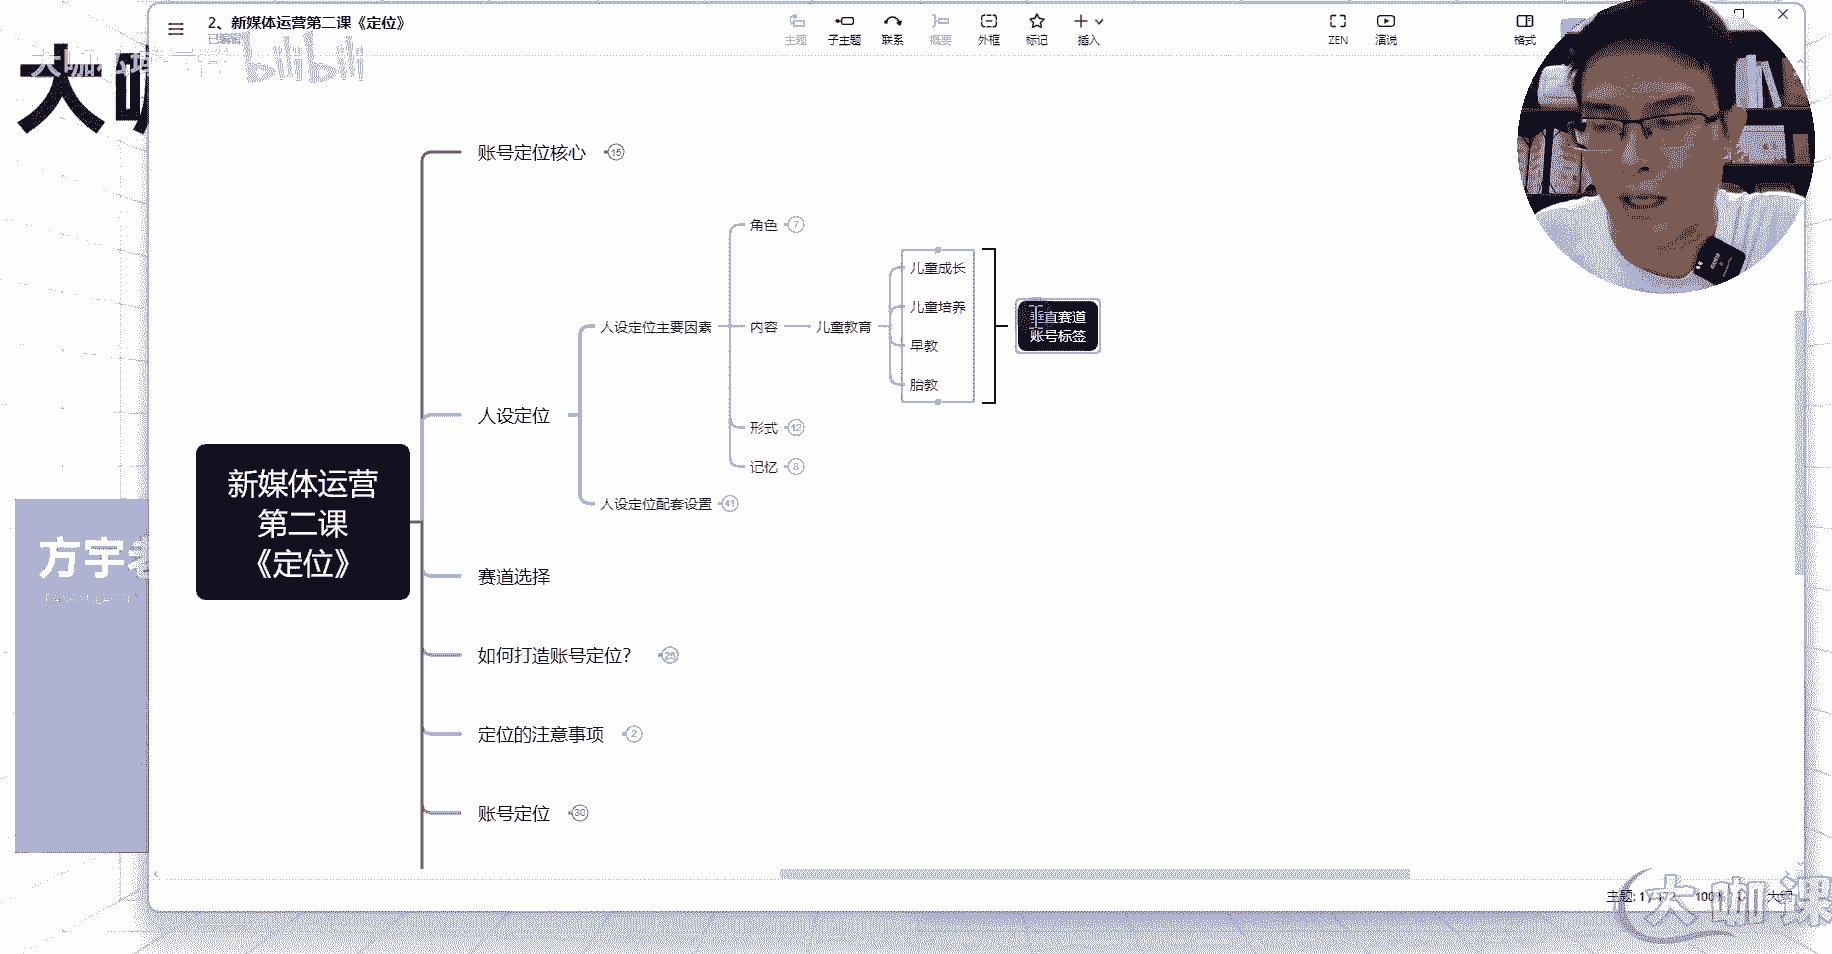 2、新媒体运营第二课《定位》
已编辑
主题
子主题
联系
概要
外框
标记
插入
ZEN
演说
格式
bilibili
账号定位核心 15
角色 7
儿童成长
儿童培养
人设定位主要因素
内容
儿童教育
垂直赛道
账号标签
早教
胎教
人设定位
形式 12
记忆 8
人设定位配套设置 41
新媒体运营
第二课
《定位》
方宇老
赛道选择
如何打造账号定位? 25
定位的注意事项 2
账号定位 30
大咖课